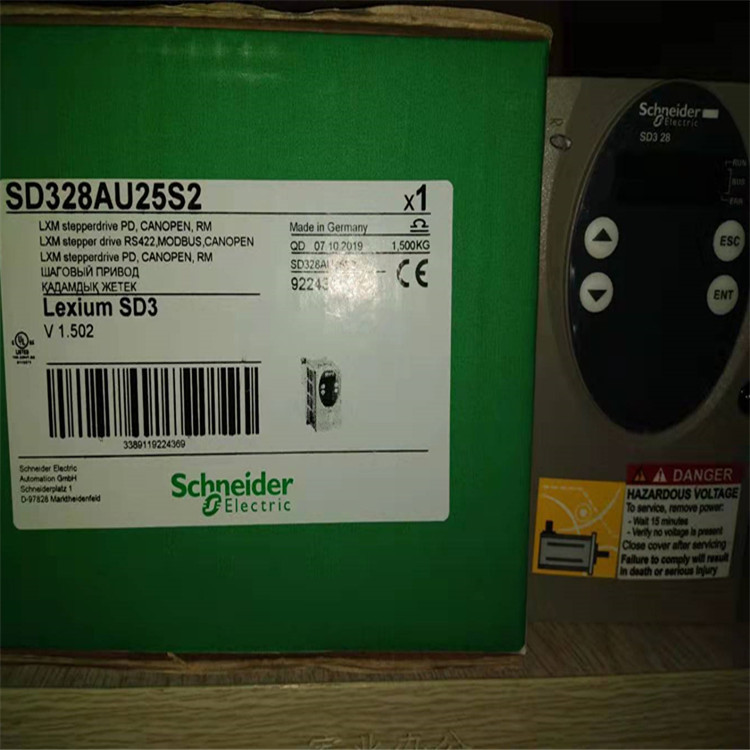 SD328AU25S2
x1
LXM stepperdrive PD, CANOPEN, RM
LXM stepper drive RS422,MODBUS,CANOPEN
LXM stepperdrive PD, CANOPEN, RM
ШАГОВЫЙ ПРИВОД
ҚАДАМДЫҚ ЖЕТЕК
Made in Germany
QD 07.10.2019 1,500KG
SD328AU25S2
CE
Lexium SD3
V 1.502
UL
LISTED
3389119224369
Schneider Electric
Automation GmbH
Schneiderplatz 1
D-97828 Marktheidenfeld
Schneider
Electric
Schneider
Electric
SD3 28
ESC
ENT
DANGER
HAZARDOUS VOLTAGE
To service, remove power:
- Wait 15 minutes
- Verify no voltage is present
Close cover after servicing
Failure to comply will result
in death or serious injury